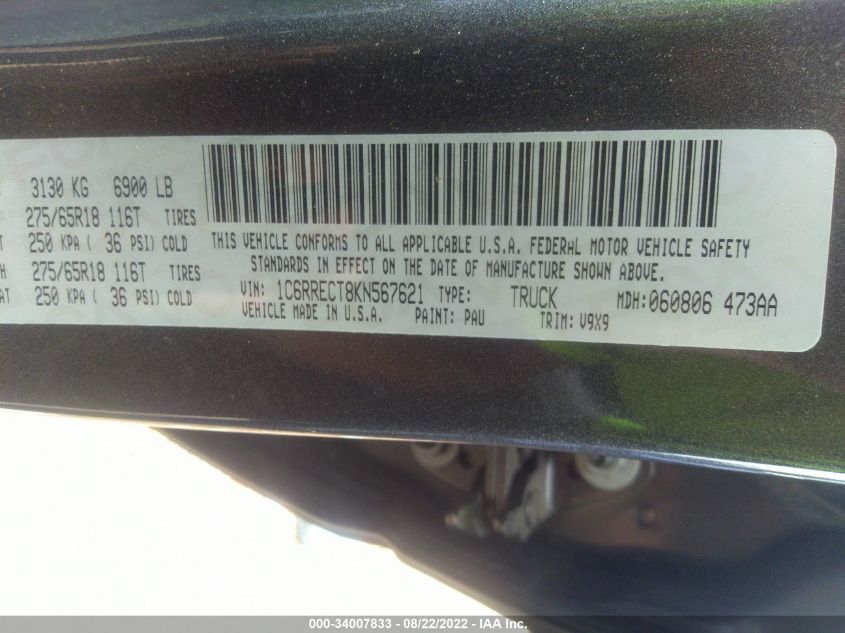 3130 KG 6900 LB
275/65R18 116T TIRES
250 KPA ( 36 PSI) COLD
275/65R18 116T TIRES
250 KPA ( 36 PSI) COLD
THIS VEHICLE CONFORMS TO ALL APPLICABLE U.S.A. FEDERAL MOTOR VEHICLE SAFETY
STANDARDS IN EFFECT ON THE DATE OF MANUFACTURE SHOWN ABOVE.
VIN: 1C6RRECT8KN567621 TYPE: TRUCK MDH:060806 473AA
VEHICLE MADE IN U.S.A. PAINT: PAU TRIM: V9X9
000-34007833 - 08/22/2022 - IAA Inc.